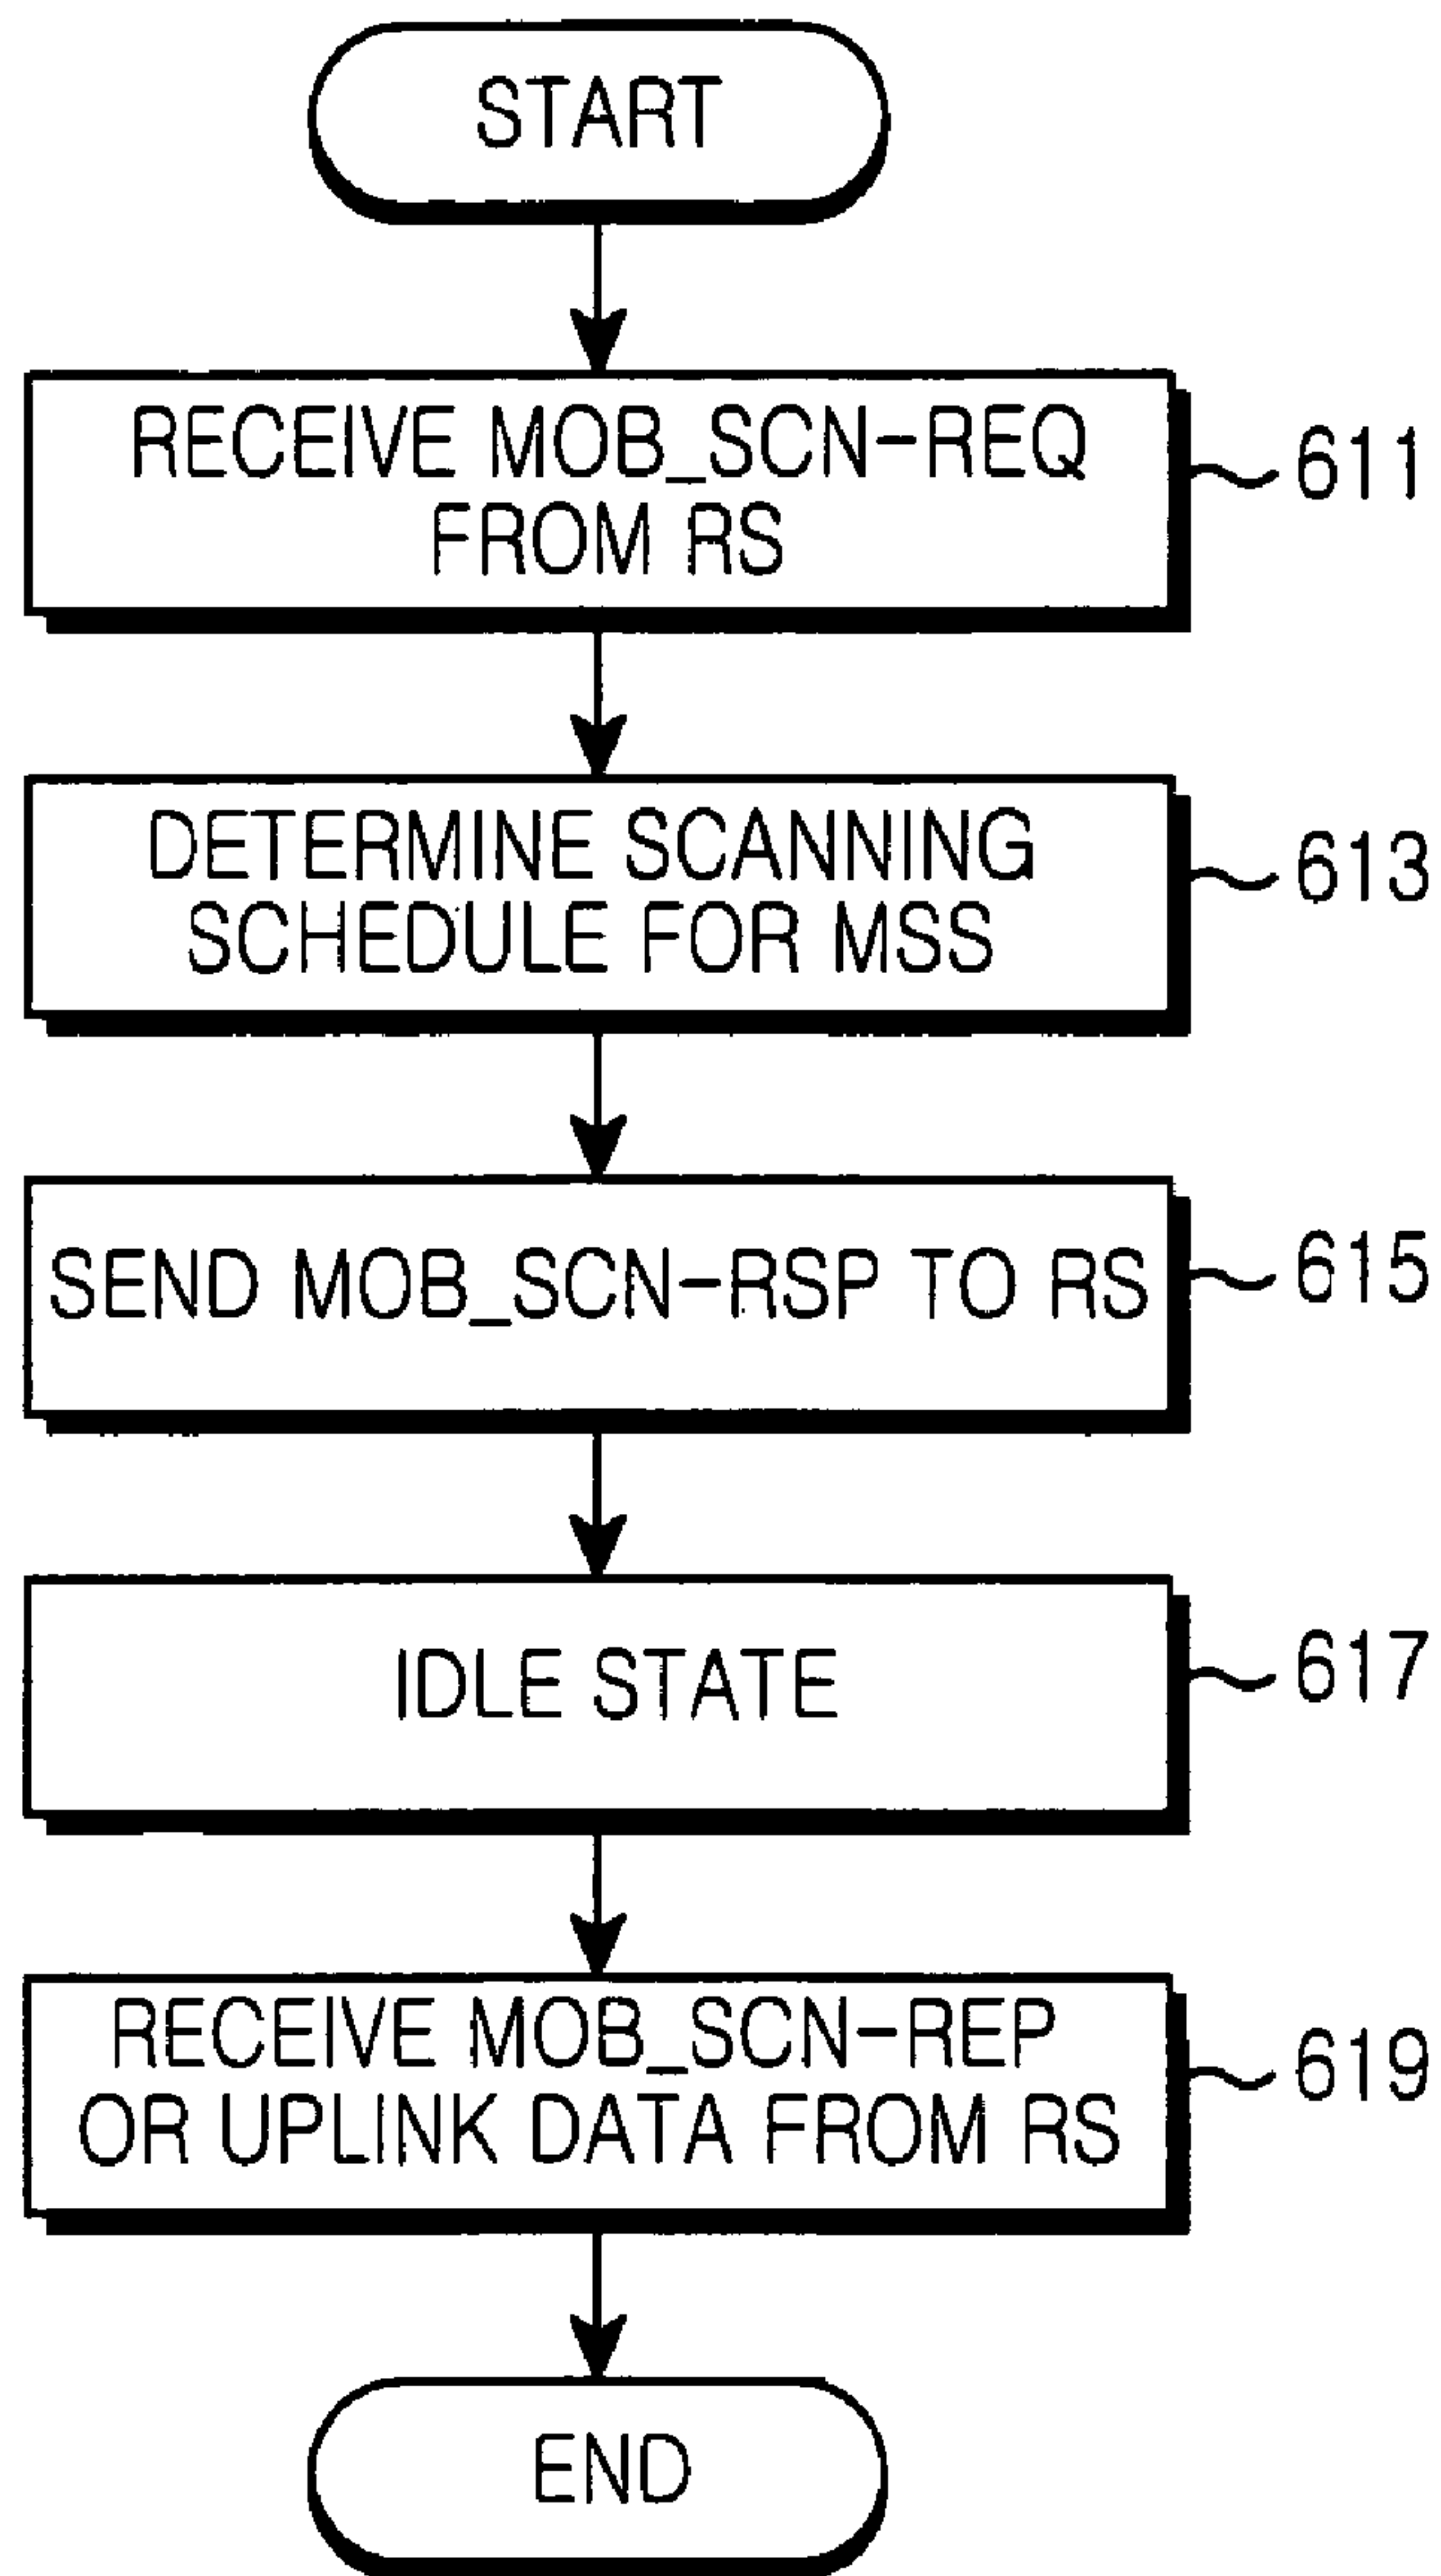 START
RECEIVE MOB_SCN-REQ
FROM RS
611
DETERMINE SCANNING
SCHEDULE FOR MSS
613
SEND MOB_SCN-RSP TO RS
615
IDLE STATE
617
RECEIVE MOB_SCN-REP
OR UPLINK DATA FROM RS
619
END